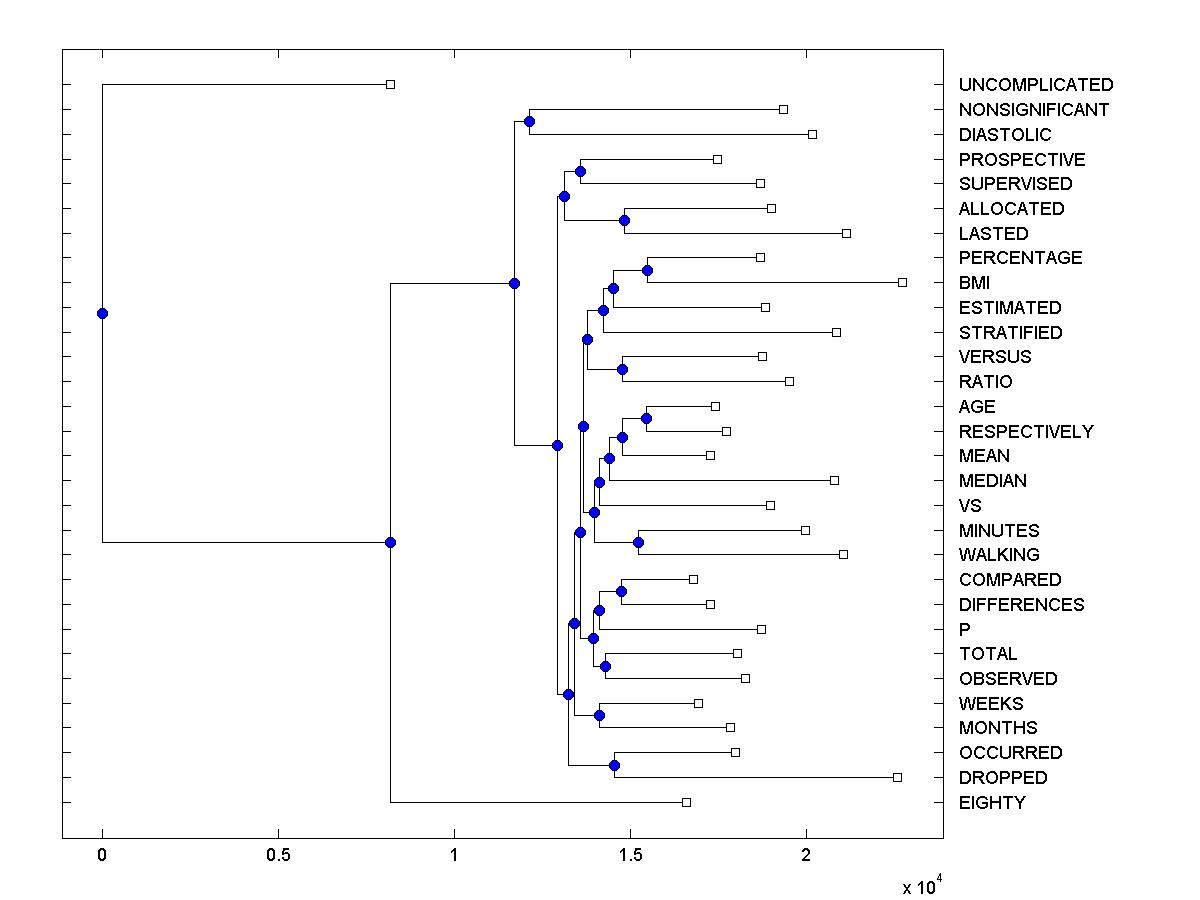 UNCOMPLICATED
NONSIGNIFICANT
DIASTOLIC
PROSPECTIVE
SUPERVISED
ALLOCATED
LASTED
PERCENTAGE
BMI
ESTIMATED
STRATIFIED
VERSUS
RATIO
AGE
RESPECTIVELY
MEAN
MEDIAN
VS
MINUTES
WALKING
COMPARED
DIFFERENCES
P
TOTAL
OBSERVED
WEEKS
MONTHS
OCCURRED
DROPPED
EIGHTY
0 0.5 1 1.5 2
x 10^4